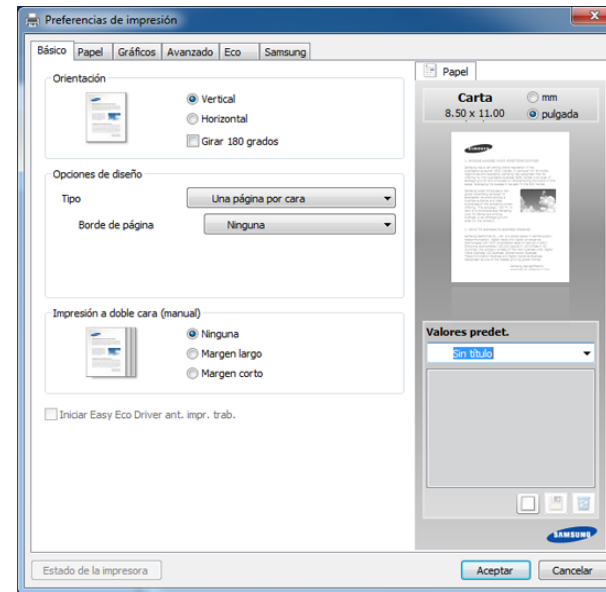 Preferencias de impresión
Básico Papel Gráficos Avanzado Eco Samsung
Orientación
Vertical
Horizontal
Girar 180 grados
Opciones de diseño
Tipo Una página por cara
Borde de página Ninguna
Impresión a doble cara (manual)
Ninguna
Margen largo
Margen corto
Iniciar Easy Eco Driver ant. impr. trab.
Papel
Carta mm
8.50 x 11.00 pulgada
SAMSUNG
Valores predet.
Sin título
SAMSUNG
Estado de la impresora Aceptar Cancelar